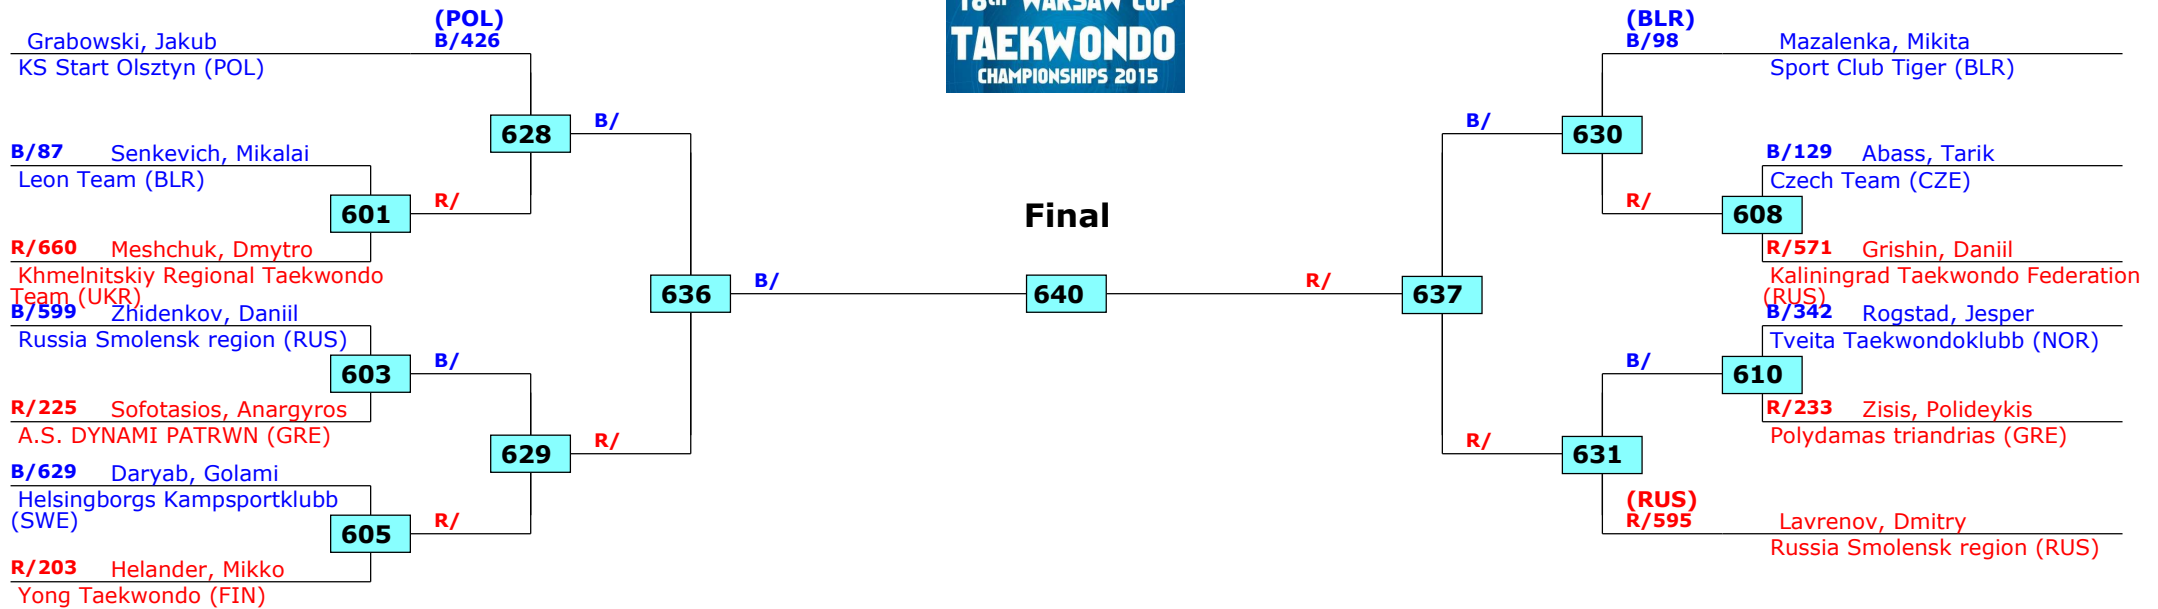 18th WARSAW CUP
TAEKWONDO
CHAMPIONSHIPS 2015
(POL)
Grabowski, Jakub B/426
KS Start Olsztyn (POL)
628
B/
B/87 Senkevich, Mikalai
Leon Team (BLR)
601
R/
R/660 Meshchuk, Dmytro
Khmelnitskiy Regional Taekwondo
Team (UKR)
636
B/
B/599 Zhidenkov, Daniil
Russia Smolensk region (RUS)
603
B/
R/225 Sofotasios, Anargyros
A.S. DYNAMI PATRWN (GRE)
629
R/
B/629 Daryab, Golami
Helsingborgs Kampsportklubb
(SWE)
605
R/
R/203 Helander, Mikko
Yong Taekwondo (FIN)
Final
640
(BLR)
B/98 Mazalenka, Mikita
Sport Club Tiger (BLR)
B/
630
B/129 Abass, Tarik
Czech Team (CZE)
R/
608
R/571 Grishin, Daniil
Kaliningrad Taekwondo Federation
(RUS)
R/
637
B/342 Rogstad, Jesper
Tveita Taekwondoklubb (NOR)
B/
610
R/233 Zisis, Polideykis
Polydamas triandrias (GRE)
R/
631
(RUS)
R/595 Lavrenov, Dmitry
Russia Smolensk region (RUS)